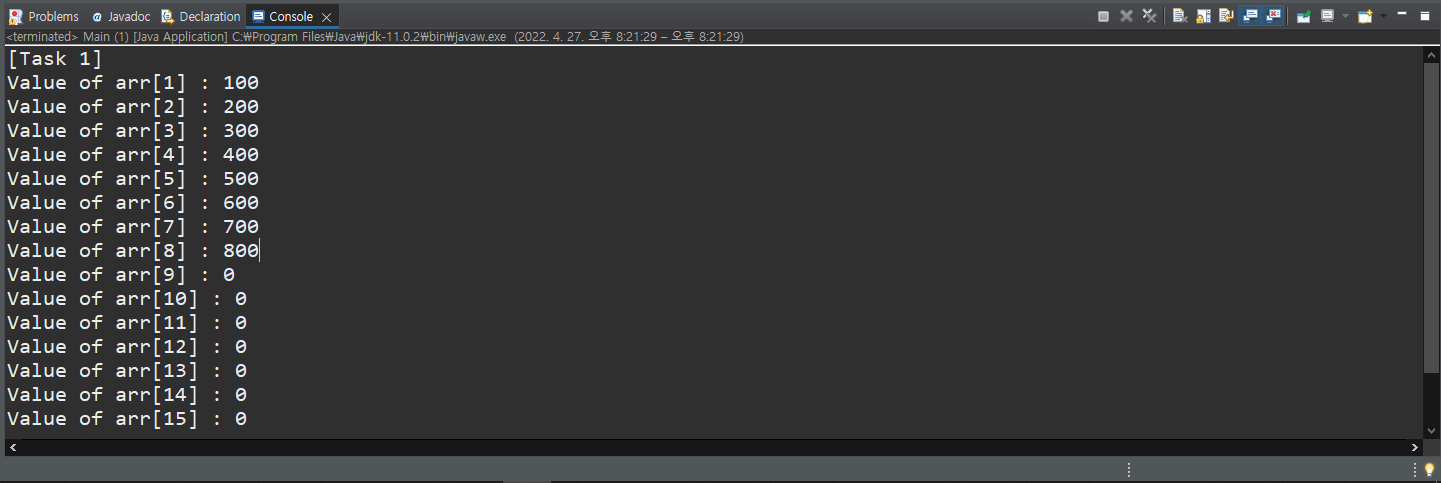 Problems @ Javadoc Declaration Console
<terminated> Main (1) [Java Application] C:₩Program Files₩Java₩jdk-11.0.2₩bin₩javaw.exe (2022. 4. 27. 오후 8:21:29 – 오후 8:21:29)
[Task 1]
Value of arr[1] : 100
Value of arr[2] : 200
Value of arr[3] : 300
Value of arr[4] : 400
Value of arr[5] : 500
Value of arr[6] : 600
Value of arr[7] : 700
Value of arr[8] : 800
Value of arr[9] : 0
Value of arr[10] : 0
Value of arr[11] : 0
Value of arr[12] : 0
Value of arr[13] : 0
Value of arr[14] : 0
Value of arr[15] : 0